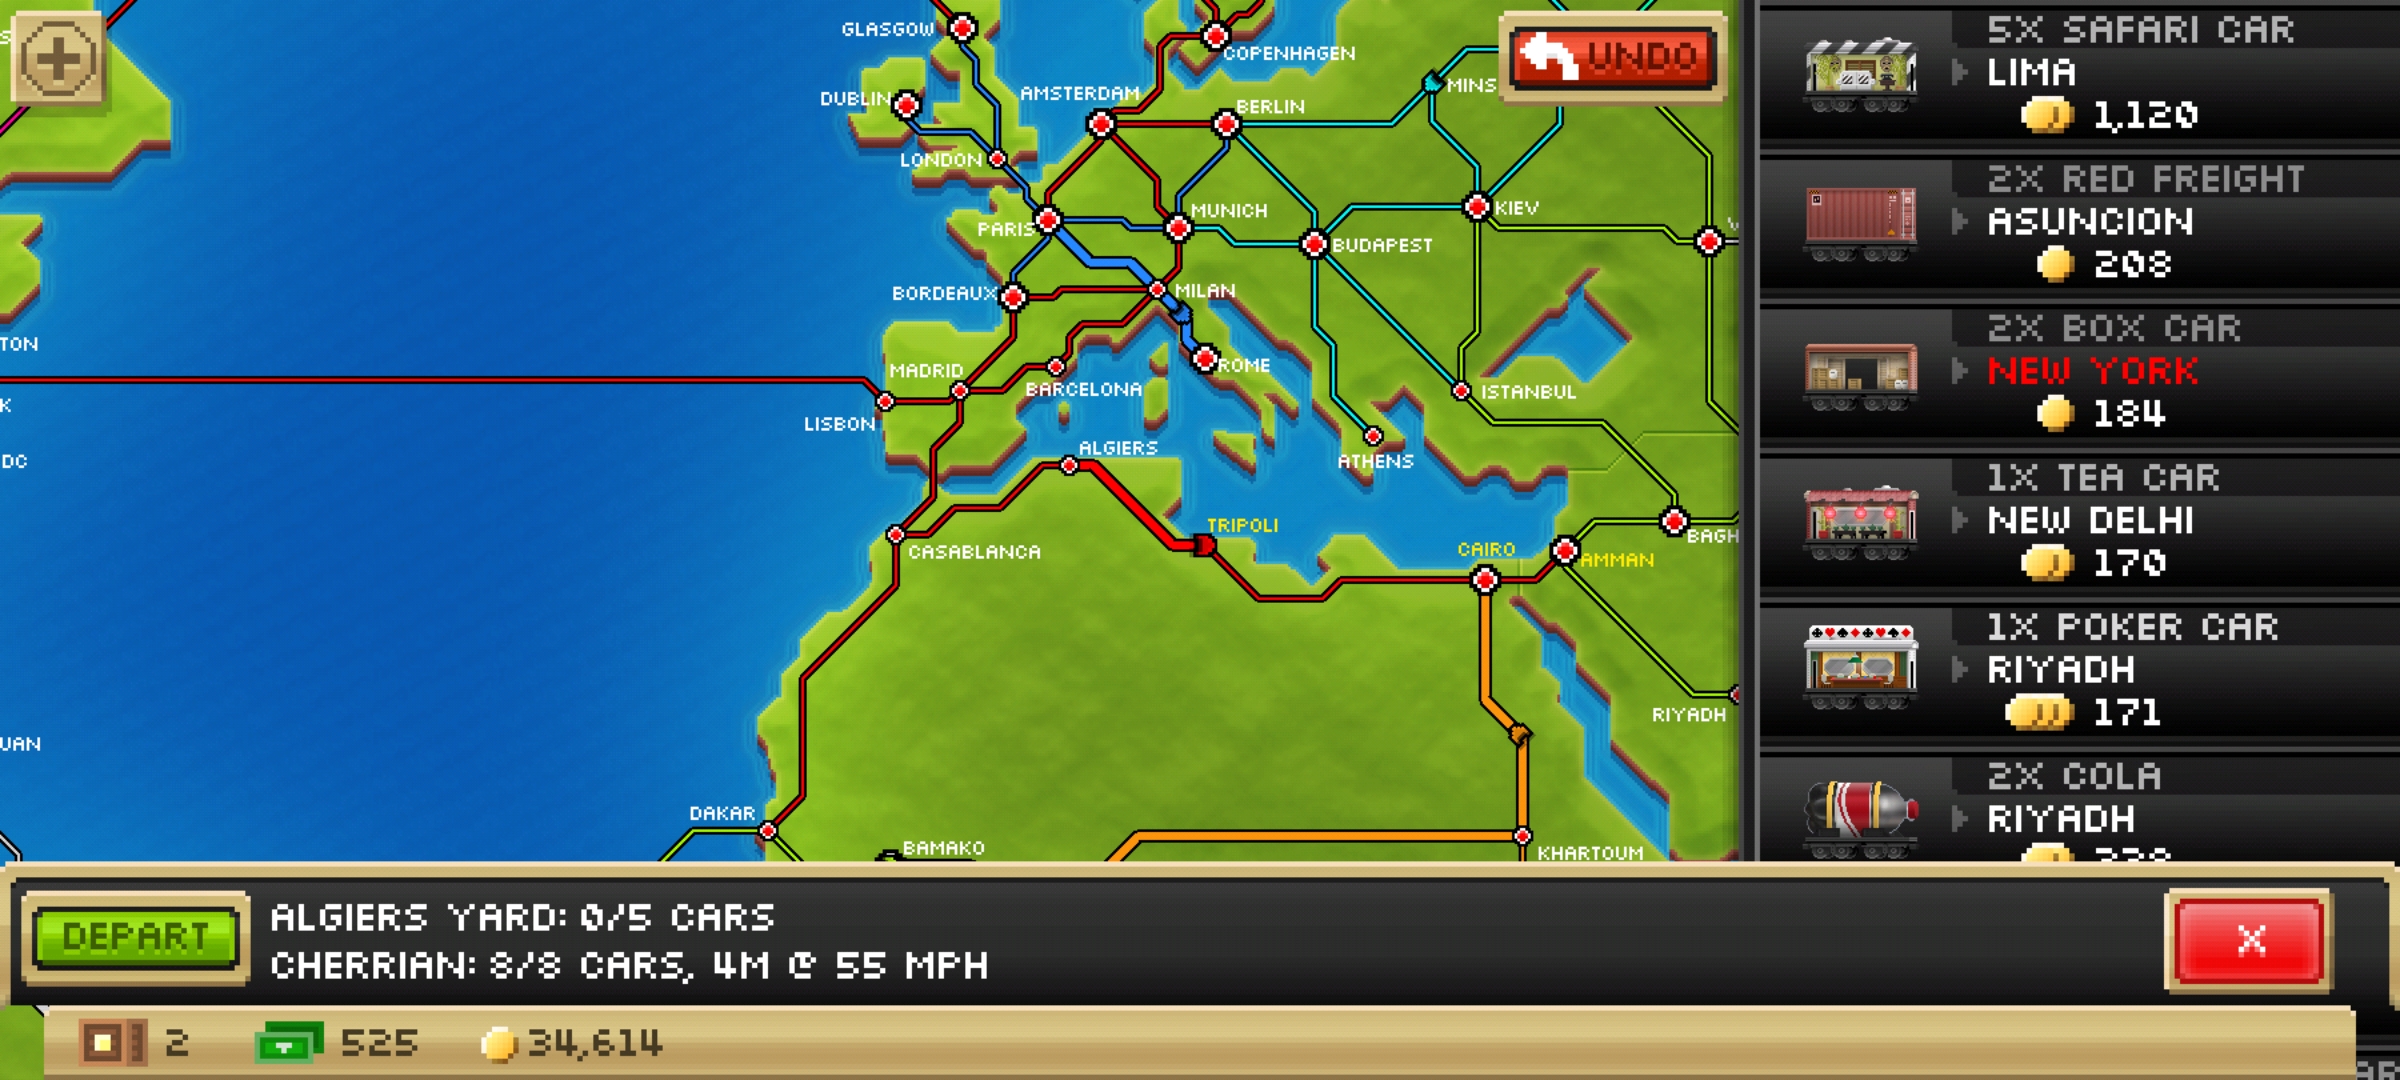 GLASGOW
COPENHAGEN
UNDO
DUBLIN
AMSTERDAM
BERLIN
MINS
LONDON
PARIS
MUNICH
KIEV
BUDAPEST
BORDEAUX
MILAN
TON
MADRID
ROME
BARCELONA
ISTANBUL
K
LISBON
ALGIERS
ATHENS
DC
TRIPOLI
CASABLANCA
CAIRO
AMMAN
BAGH
RIYADH
UAN
DAKAR
BAMAKO
KHARTOUM
5X SAFARI CAR
LIMA
1,120
2X RED FREIGHT
ASUNCION
208
2X BOX CAR
NEW YORK
184
1X TEA CAR
NEW DELHI
170
1X POKER CAR
RIYADH
171
2X COLA
RIYADH
DEPART
ALGIERS YARD: 0/5 CARS
CHERRIAN: 8/8 CARS, 4M @ 55 MPH
X
2
525
34,614